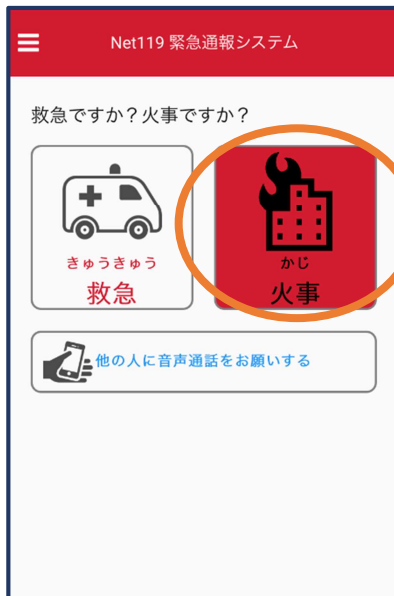 Net119 緊急通報システム
救急ですか？火事ですか？
きゅうきゅう
救急
かじ
火事
他の人に音声通話をお願いする